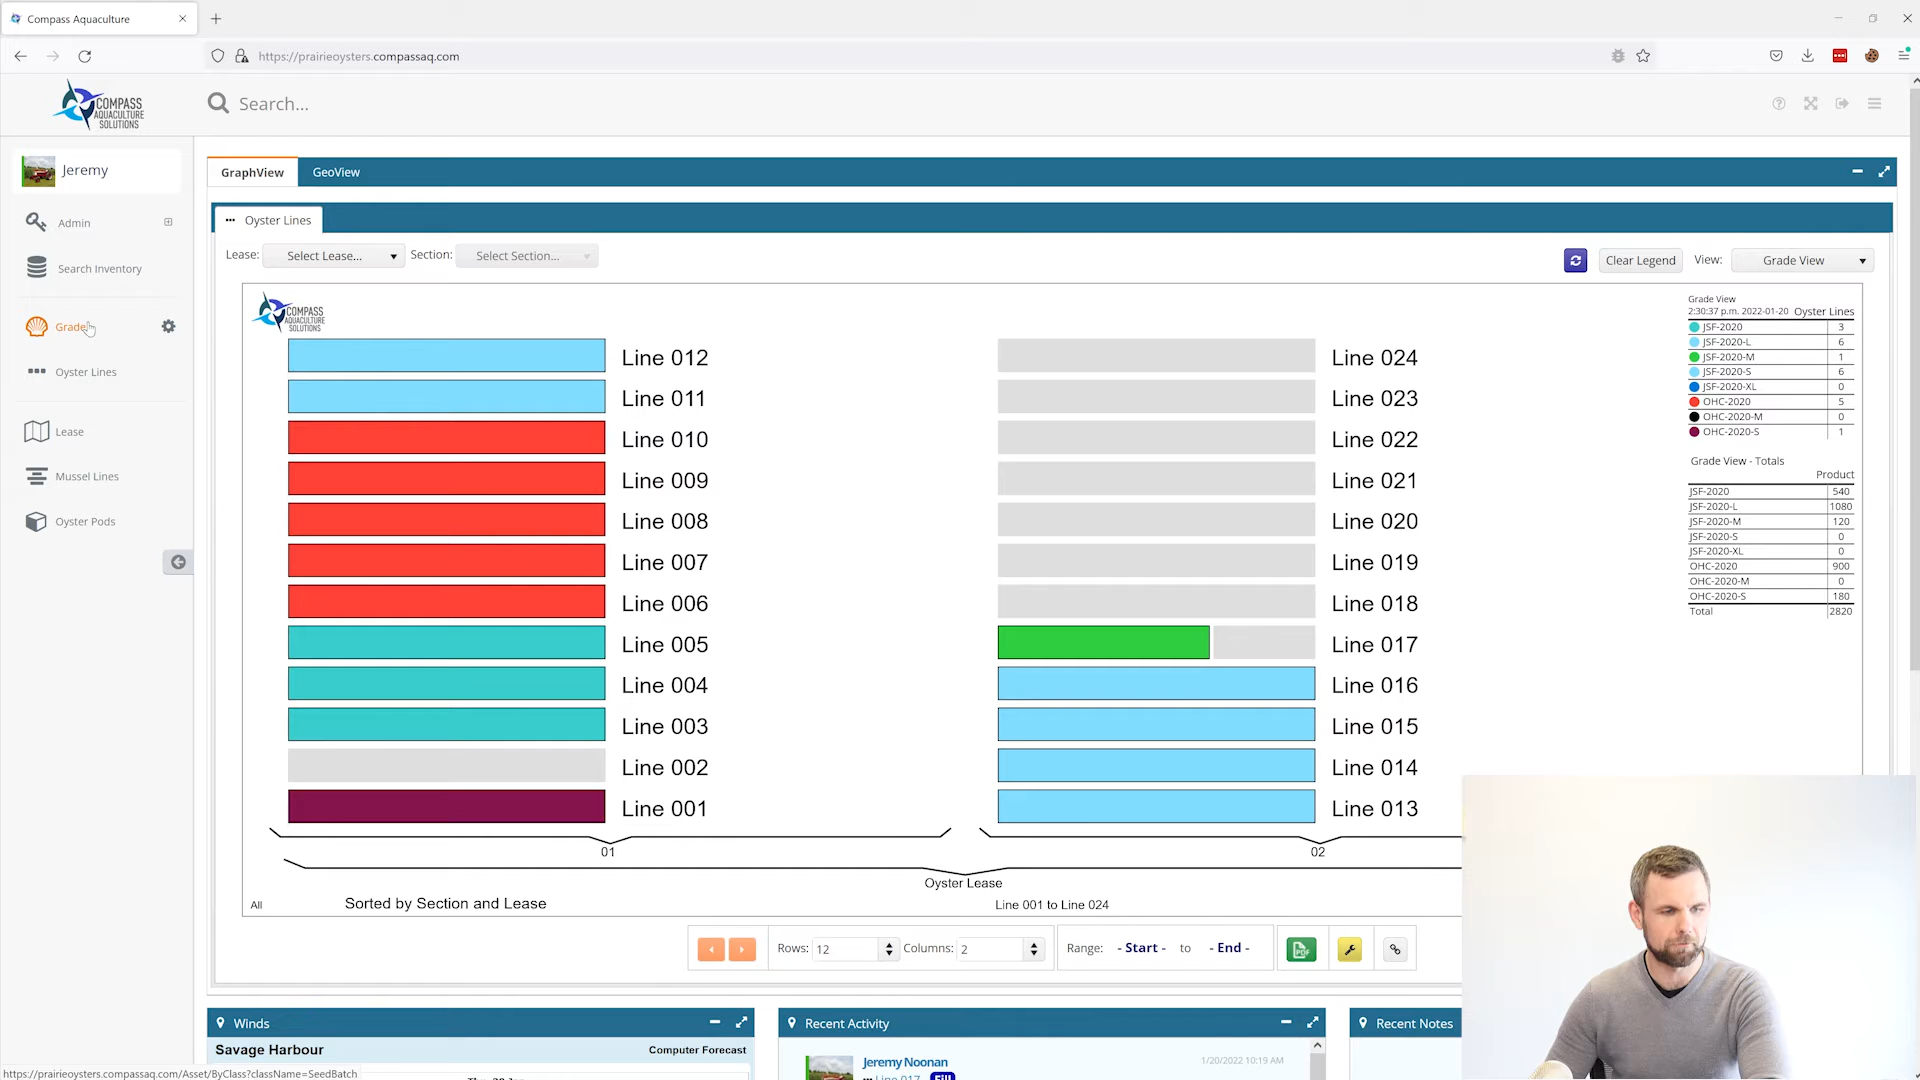 Compass Aquaculture
https://prairieoysters.compassaq.com
COMPASS
AQUACULTURE
SOLUTIONS
Search...
Jeremy
Admin
Search Inventory
Grade
Oyster Lines
Lease
Mussel Lines
Oyster Pods
GraphView GeoView
Oyster Lines
Lease: Select Lease... Section: Select Section...
Clear Legend View: Grade View
COMPASS
AQUACULTURE
SOLUTIONS
Line 012
Line 011
Line 010
Line 009
Line 008
Line 007
Line 006
Line 005
Line 004
Line 003
Line 002
Line 001
01
Line 024
Line 023
Line 022
Line 021
Line 020
Line 019
Line 018
Line 017
Line 016
Line 015
Line 014
Line 013
02
Oyster Lease
All Sorted by Section and Lease Line 001 to Line 024
Grade View
2:30:37 p.m. 2022-01-20 Oyster Lines
JSF-2020 3
JSF-2020-L 6
JSF-2020-M 1
JSF-2020-S 6
JSF-2020-XL 0
OHC-2020 5
OHC-2020-M 0
OHC-2020-S 1
Grade View - Totals
Product
JSF-2020 540
JSF-2020-L 1080
JSF-2020-M 120
JSF-2020-S 0
JSF-2020-XL 0
OHC-2020 900
OHC-2020-M 0
OHC-2020-S 180
Total 2820
Rows: 12 Columns: 2 Range: - Start - to - End -
PDF
Winds
Savage Harbour Computer Forecast
Recent Activity
Jeremy Noonan 1/20/2022 10:19 AM
Line 017
Recent Notes
https://prairieoysters.compassaq.com/Asset/ByClass?className=SeedBatch